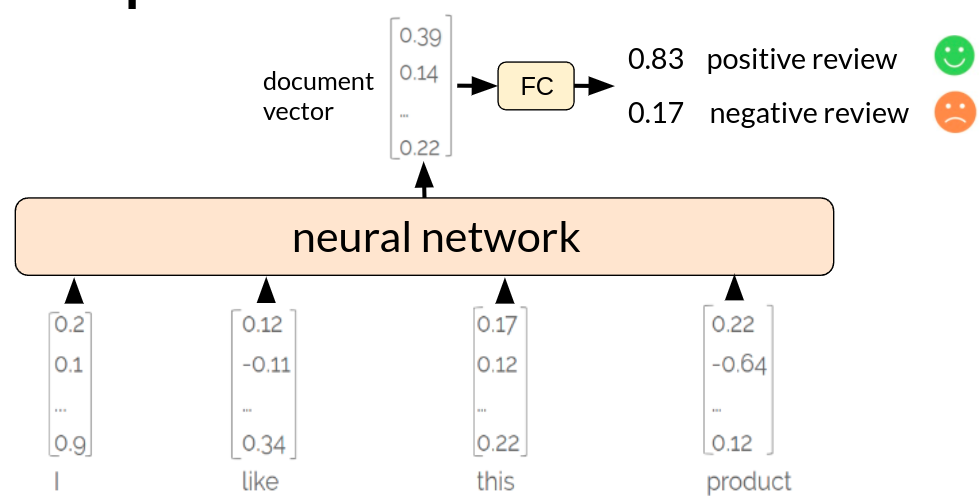 0.39
0.14
...
0.22
document
vector
FC
0.83 positive review
0.17 negative review
neural network
0.2 0.12 0.17 0.22
0.1 -0.11 0.12 -0.64
... ... ... ...
0.9 0.34 0.22 0.12
I like this product